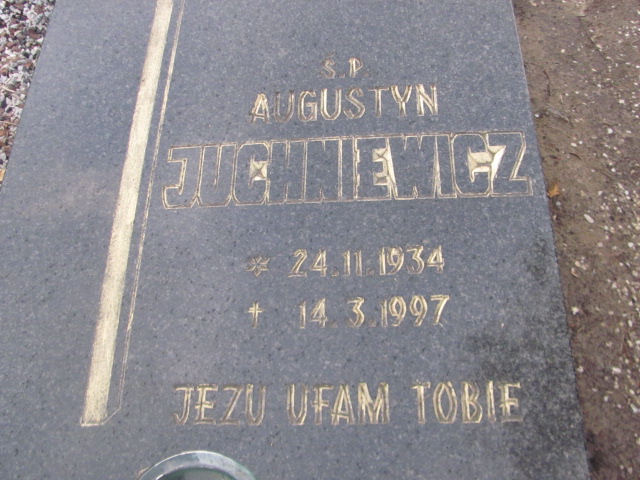 Ś.P.
AUGUSTYN
JUCHNIEWICZ
* 24.11.1934
† 14.3.1997
JEZU UFAM TOBIE